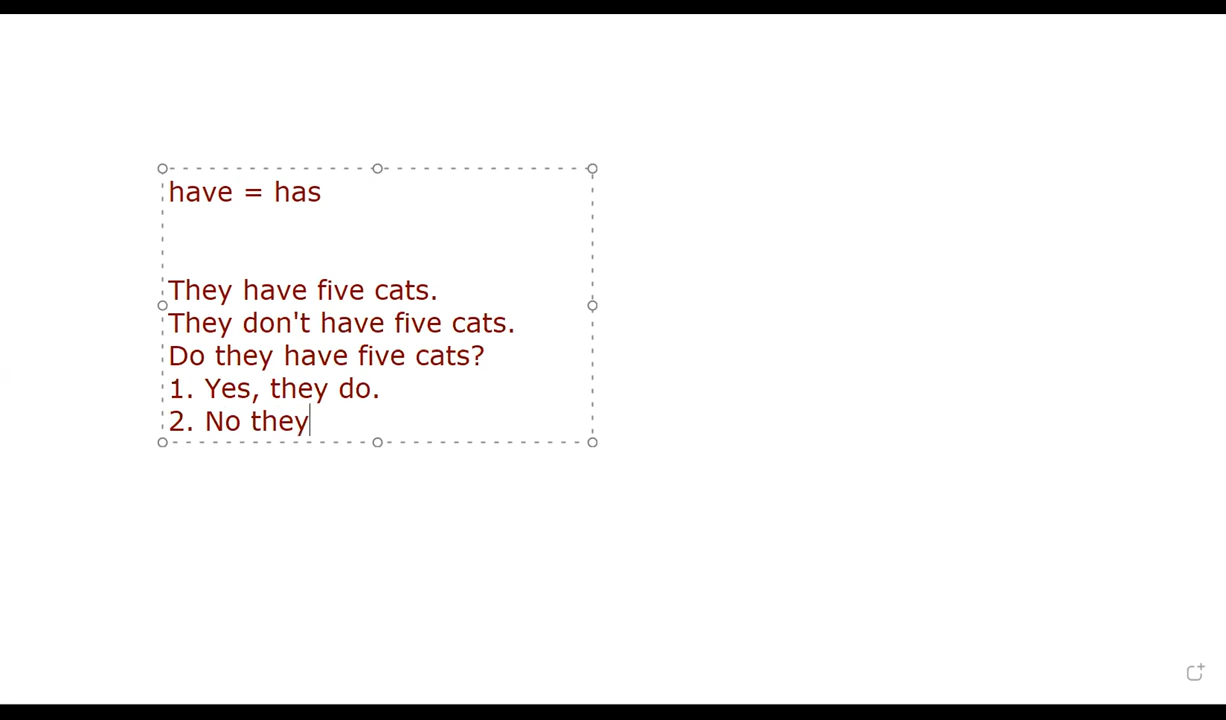 have = has
They have five cats.
They don't have five cats.
Do they have five cats?
1. Yes, they do.
2. No they